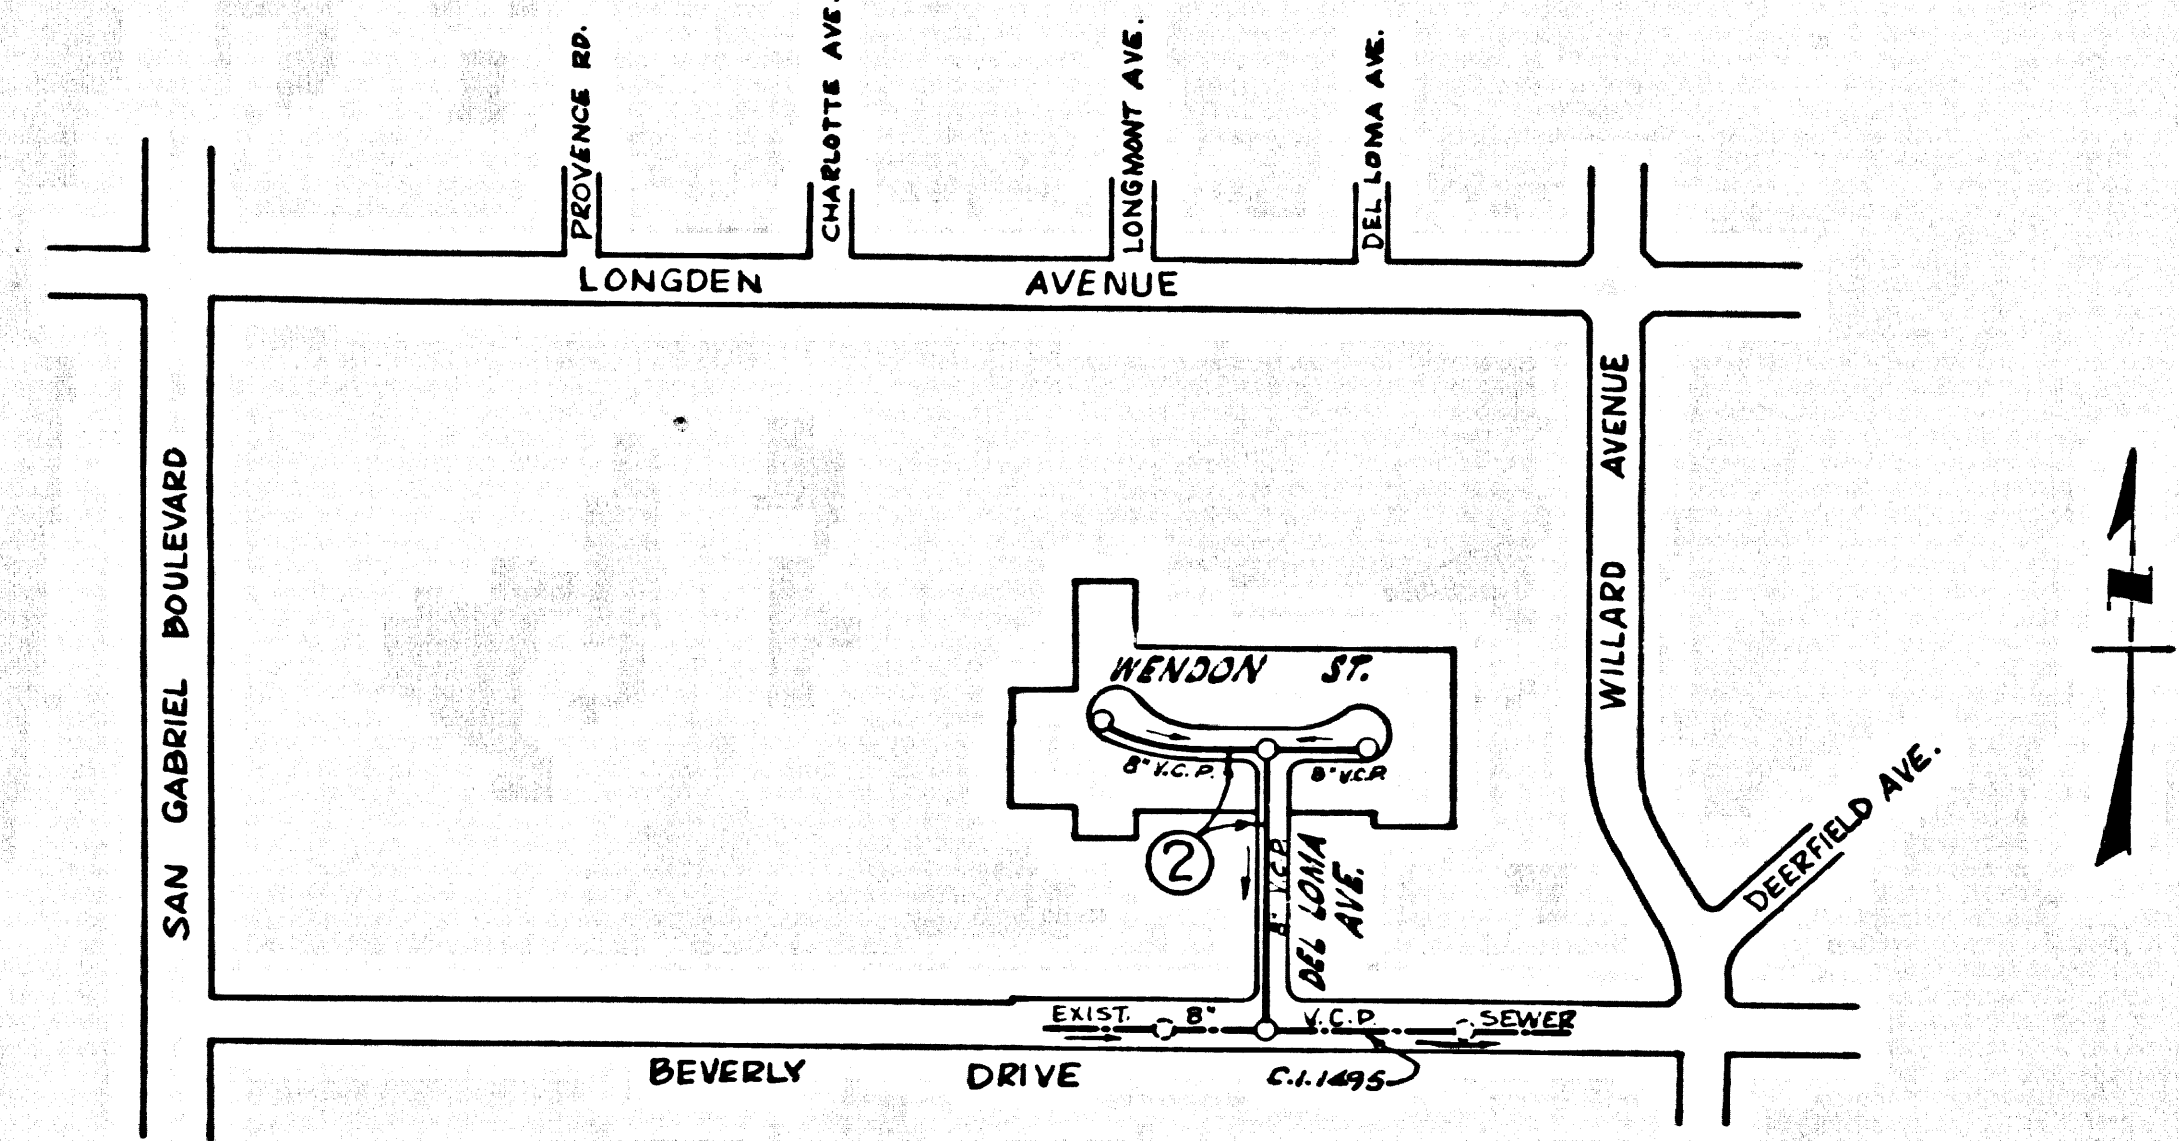 PROVENCE RD.
CHARLOTTE AVE.
LONGMONT AVE.
DEL LOMA AVE.
LONGDEN AVENUE
SAN GABRIEL BOULEVARD
WILLARD AVENUE
N
WENDON ST.
8" V.C.P.
8" V.C.P.
2
8" V.C.P.
DEL LOMA
AVE.
DEERFIELD AVE.
EXIST. 8" V.C.P. SEWER
BEVERLY DRIVE
C.I.1495